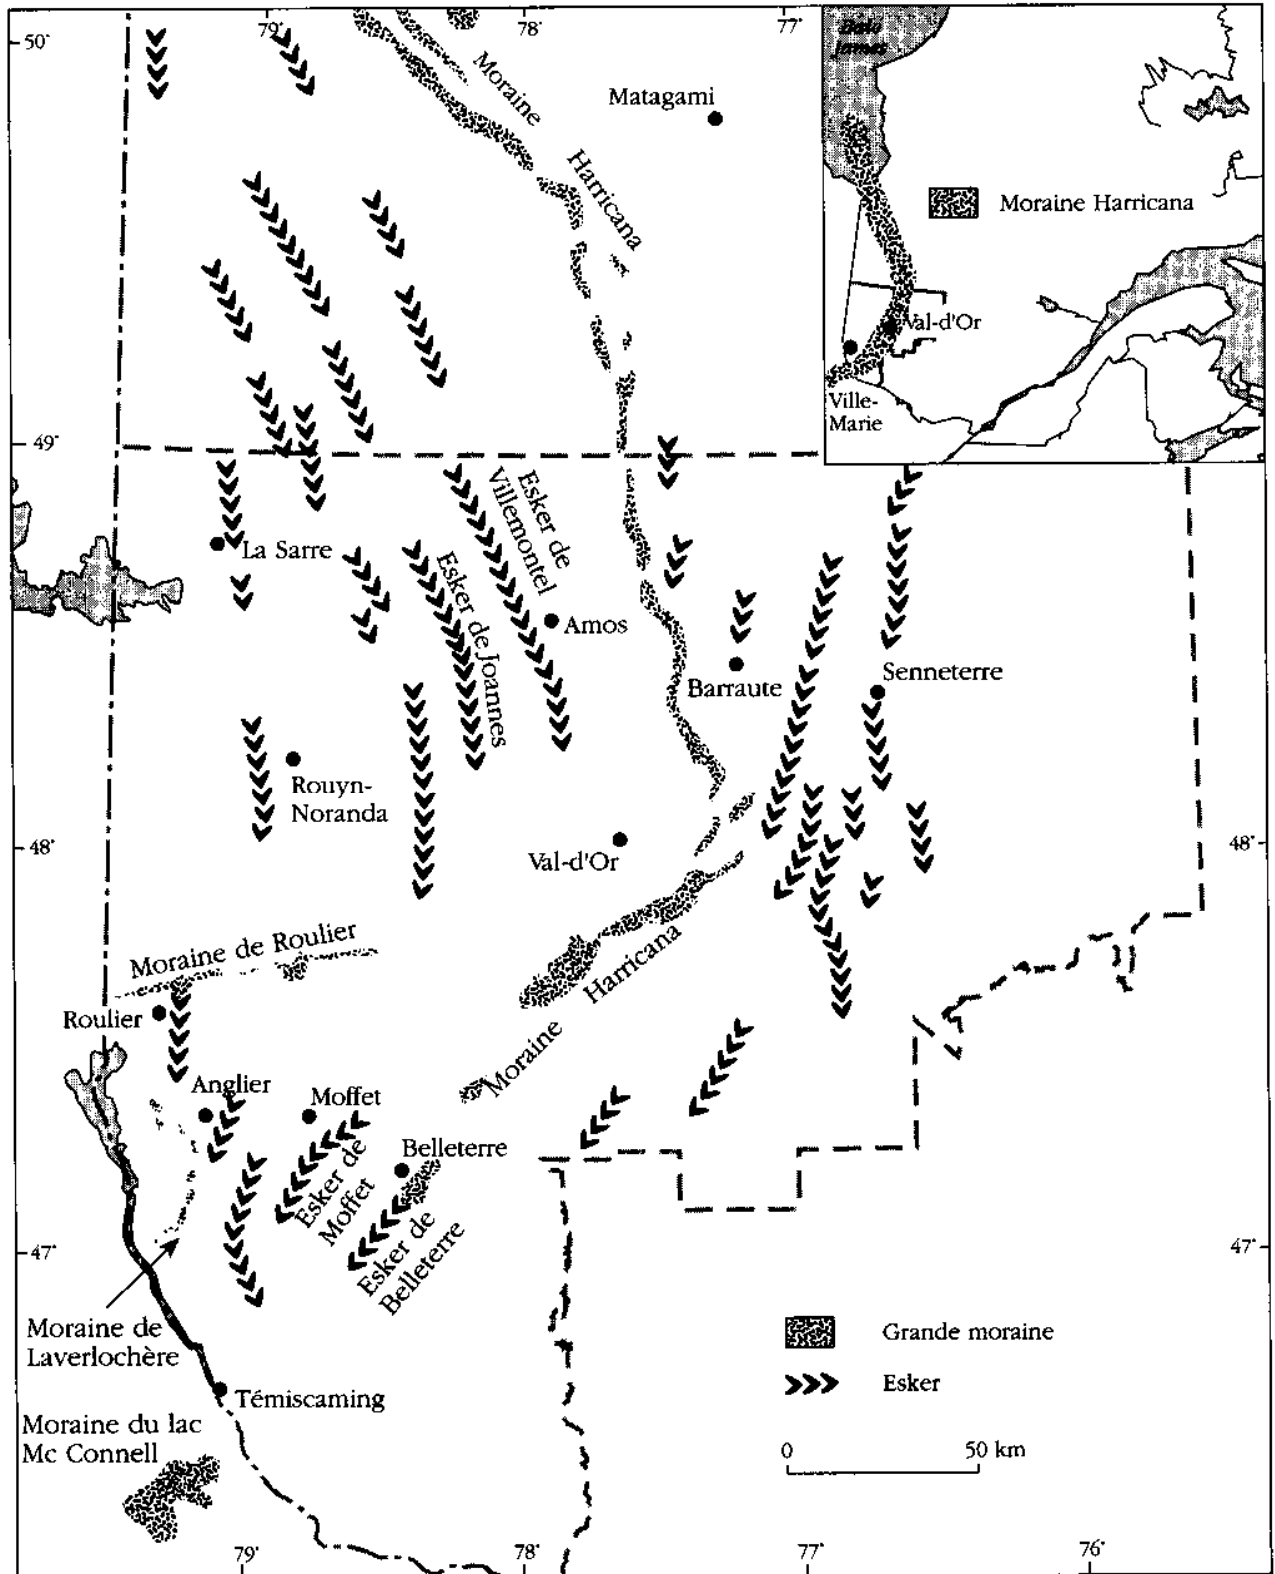 79°
78°
77°
50°
Baie
James
Moraine
Harricana
Matagami
Moraine Harricana
Val-d'Or
Ville-
Marie
49°
Esker de
Villemontel
La Sarre
Esker de Joannes
Amos
Barraute
Senneterre
Rouyn-
Noranda
48°
48°
Val-d'Or
Moraine de Roulier
Harricana
Moraine
Roulier
Anglier
Moffet
Belleterre
Esker de
Moffet
Esker de
Belleterre
47°
47°
Moraine de
Laverlochère
Grande moraine
Esker
Témiscaming
Moraine du lac
Mc Connell
0
50 km
79°
78°
77°
76°